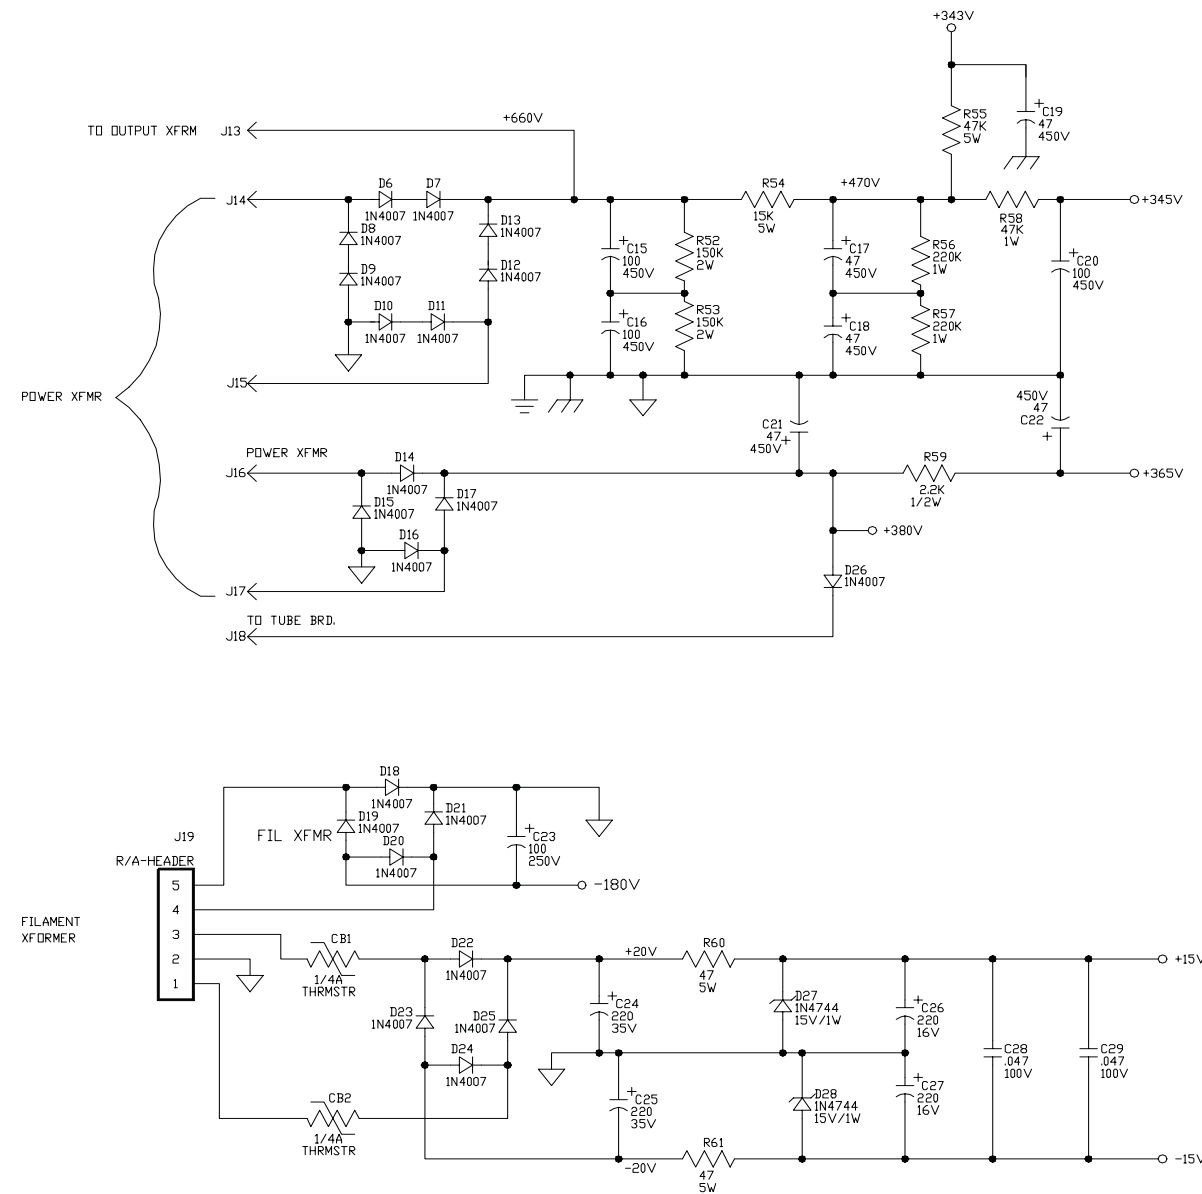 +343V
R55
47K
5W
C19
47
450V
TO OUTPUT XFRM
J13
+660V
J14
D6
1N4007
D7
1N4007
D8
1N4007
D9
1N4007
D13
1N4007
D12
1N4007
D10
1N4007
D11
1N4007
J15
C15
100
450V
R52
150K
2W
C16
100
450V
R53
150K
2W
R54
15K
5W
+470V
C17
47
450V
R56
220K
1W
C18
47
450V
R57
220K
1W
R58
47K
1W
+345V
C20
100
450V
POWER XFMR
J16
POWER XFMR
D14
1N4007
D15
1N4007
D17
1N4007
D16
1N4007
J17
C21
47
450V
450V
47
C22
R59
2.2K
1/2W
+365V
+380V
D26
1N4007
TO TUBE BRD.
J18
D18
1N4007
D19
1N4007
D21
1N4007
D20
1N4007
FIL XFMR
C23
100
250V
-180V
J19
R/A-HEADER
5
4
3
2
1
FILAMENT
XFORMER
CB1
1/4A
THRMSTR
CB2
1/4A
THRMSTR
D22
1N4007
D23
1N4007
D25
1N4007
D24
1N4007
+20V
R60
47
5W
C24
220
35V
D27
1N4744
15V/1W
C26
220
16V
C28
.047
100V
C29
.047
100V
+15V
C25
220
35V
D28
1N4744
15V/1W
C27
220
16V
-20V
R61
47
5W
-15V